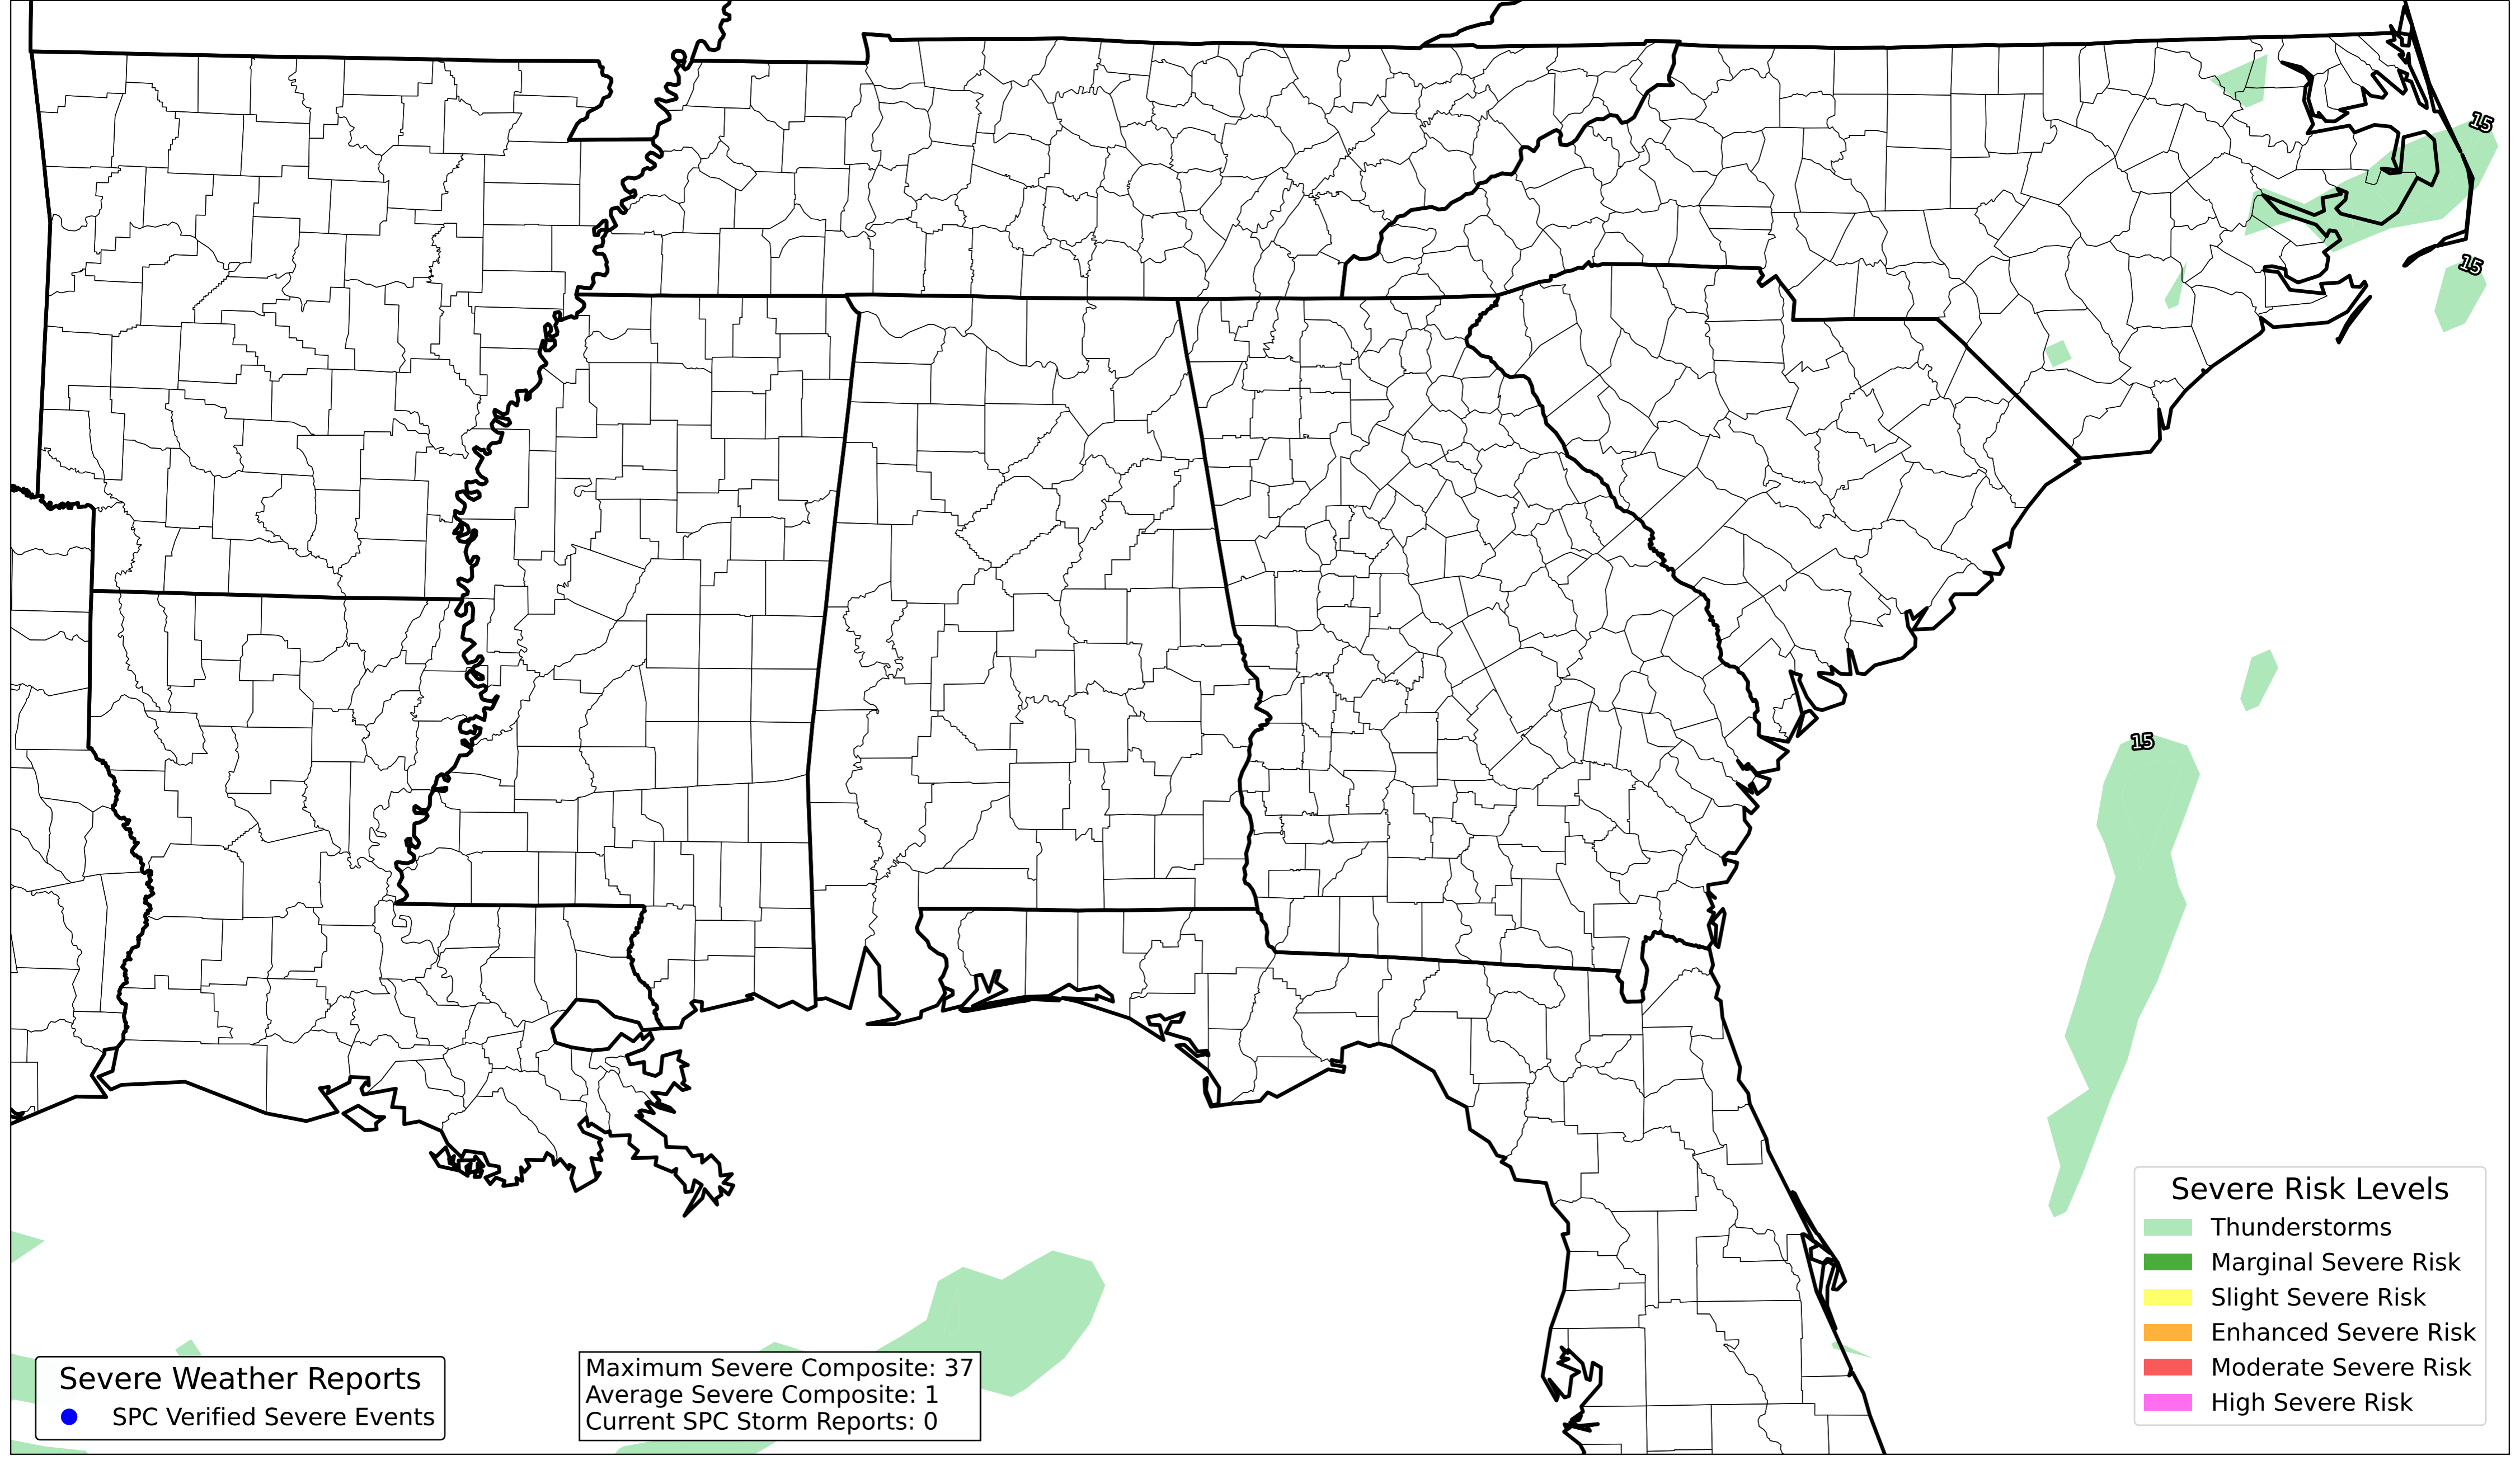 15
15
15
Severe Risk Levels
Thunderstorms
Marginal Severe Risk
Slight Severe Risk
Enhanced Severe Risk
Moderate Severe Risk
High Severe Risk
Severe Weather Reports
SPC Verified Severe Events
Maximum Severe Composite: 37
Average Severe Composite: 1
Current SPC Storm Reports: 0